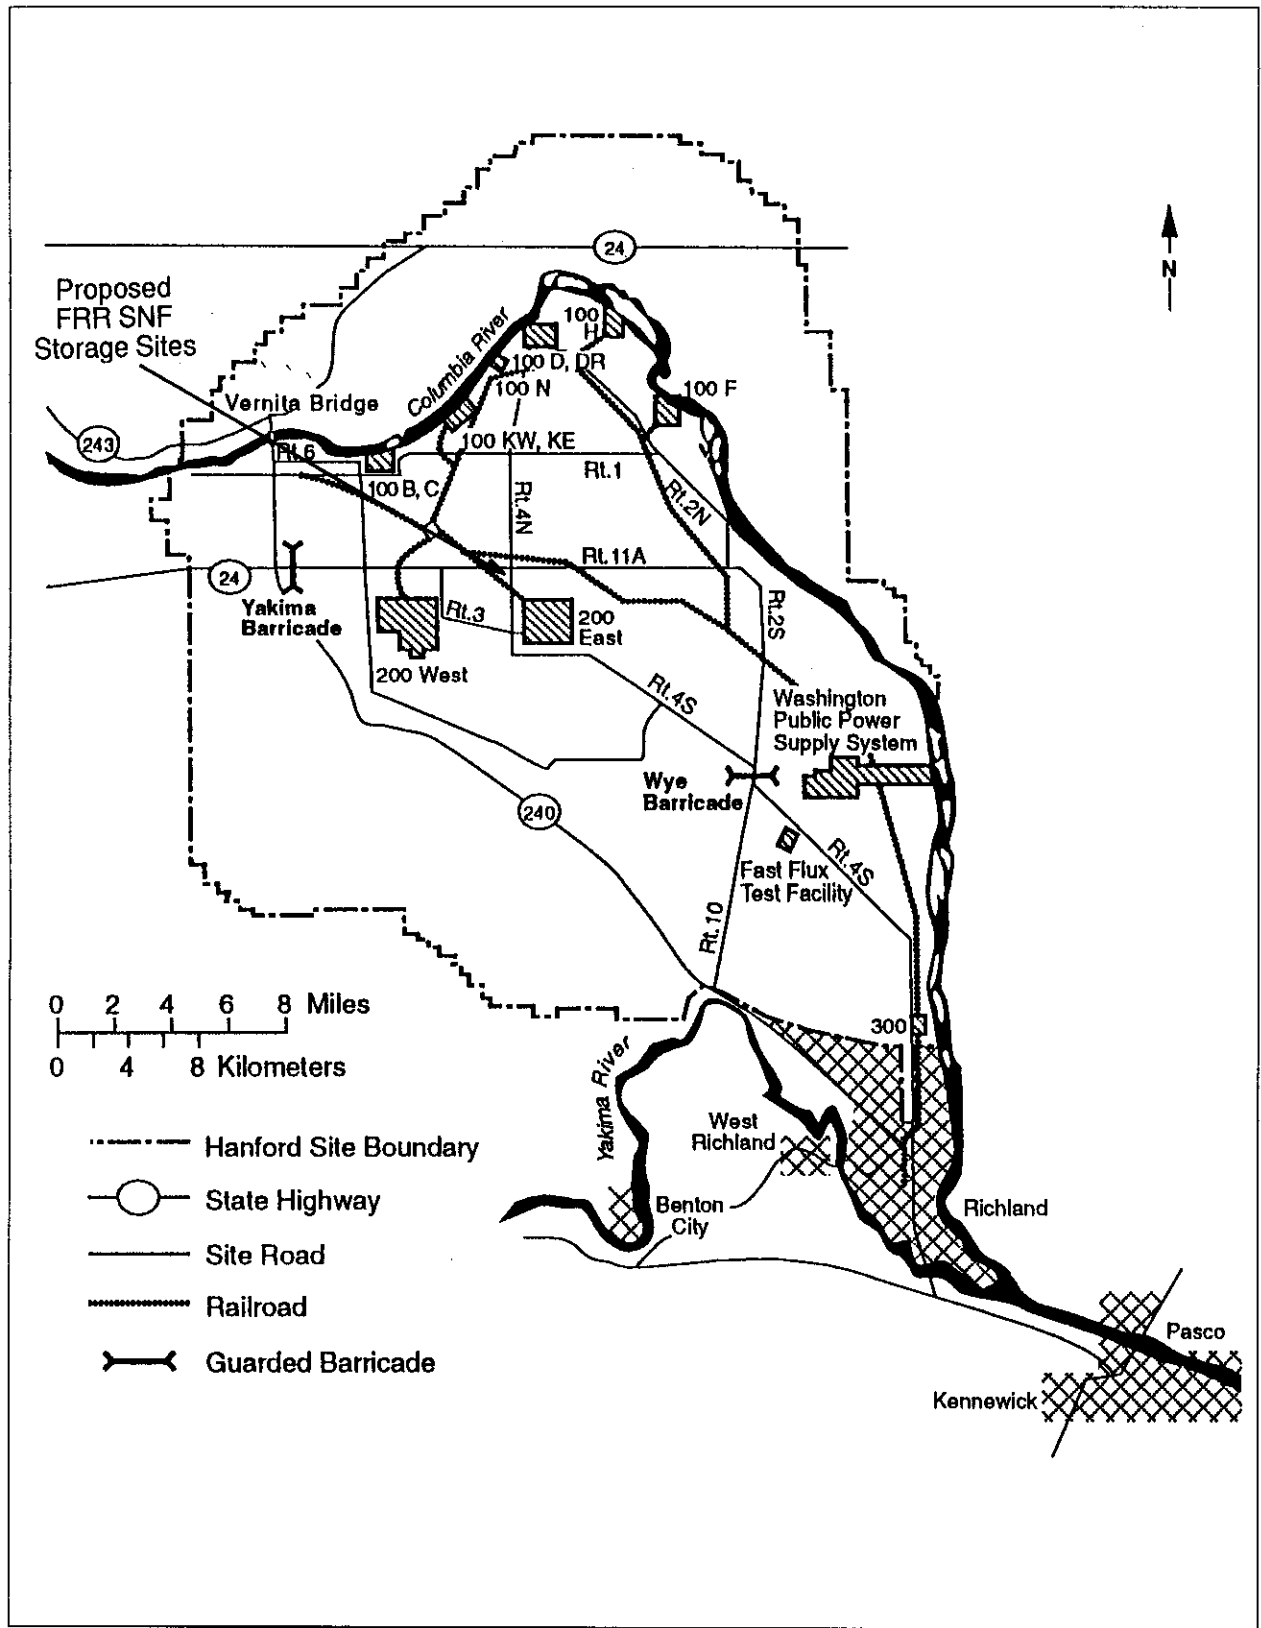 24
N
Proposed
FRR SNF
Storage Sites
Columbia River
100
H
100 D, DR
100 N
100 F
Vernita Bridge
243
Rt.6
100 KW, KE
Rt.1
100 B, C
Rt.4N
Rt.2N
Rt.11A
24
Yakima
Barricade
Rt.3
200
East
Rt.2S
200 West
Rt.4S
Washington
Public Power
Supply System
Wye
Barricade
240
Rt.4S
Fast Flux
Test Facility
Rt.10
0 2 4 6 8 Miles
0 4 8 Kilometers
300
Yakima River
West
Richland
Benton
City
Richland
Pasco
Kennewick
Hanford Site Boundary
State Highway
Site Road
Railroad
Guarded Barricade